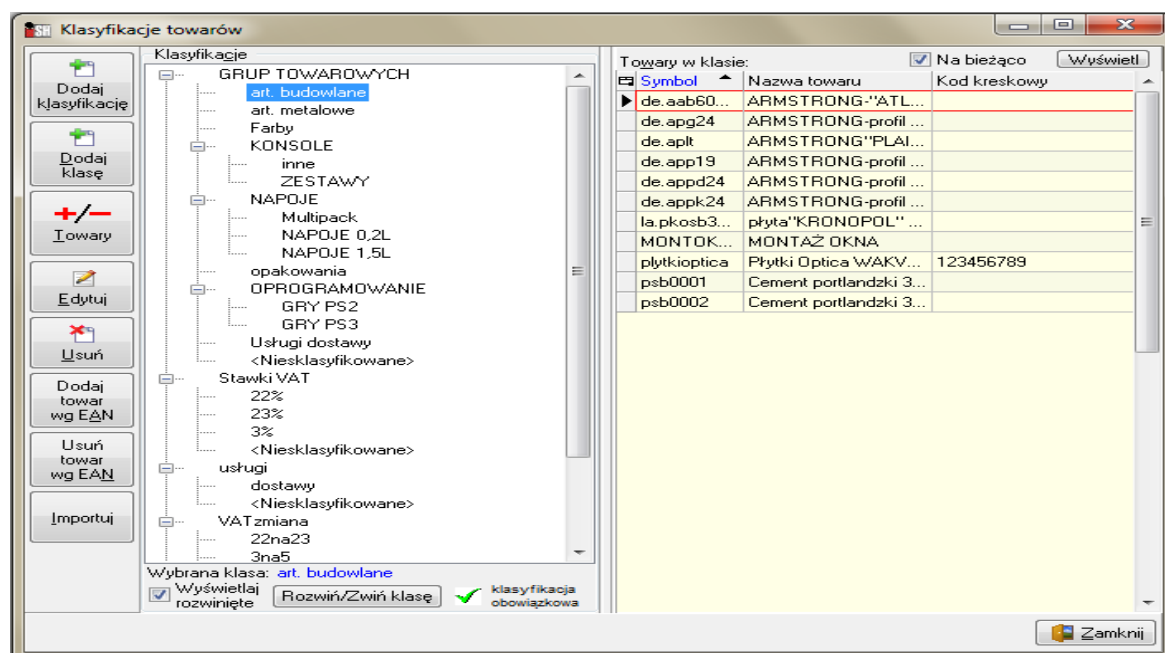 Klasyfikacje towarów
Dodaj
klasyfikację
Dodaj
klasę
+/—
Towary
Edytuj
Usuń
Dodaj
towar
wg EAN
Usuń
towar
wg EAN
Importuj
Klasyfikacje
GRUP TOWAROWYCH
art. budowlane
art. metalowe
Farby
KONSOLE
inne
ZESTAWY
NAPOJE
Multipack
NAPOJE 0,2L
NAPOJE 1,5L
opakowania
OPROGRAMOWANIE
GRY PS2
GRY PS3
Usługi dostawy
<Niesklasyfikowane>
Stawki VAT
22%
23%
3%
<Niesklasyfikowane>
usługi
dostawy
<Niesklasyfikowane>
VATzmiana
22na23
3na5
Wybrana klasa: art. budowlane
Wyświetlaj
rozwinięte
Rozwiń/Zwiń klasę
klasyfikacja
obowiązkowa
Towary w klasie:
Na bieżąco
Wyświetl
Symbol Nazwa towaru Kod kreskowy
de.aab60... ARMSTRONG-"ATL...
de.apg24 ARMSTRONG-profil ...
de.aplt ARMSTRONG"PLAI...
de.app19 ARMSTRONG-profil ...
de.appd24 ARMSTRONG-profil ...
de.appk24 ARMSTRONG-profil ...
la.pkosb3... płyta"KRONOPOL" ...
MONTOK... MONTAŻ OKNA
plytkioptica Płytki Optica WAKV... 123456789
psb0001 Cement portlandzki 3...
psb0002 Cement portlandzki 3...
Zamknij